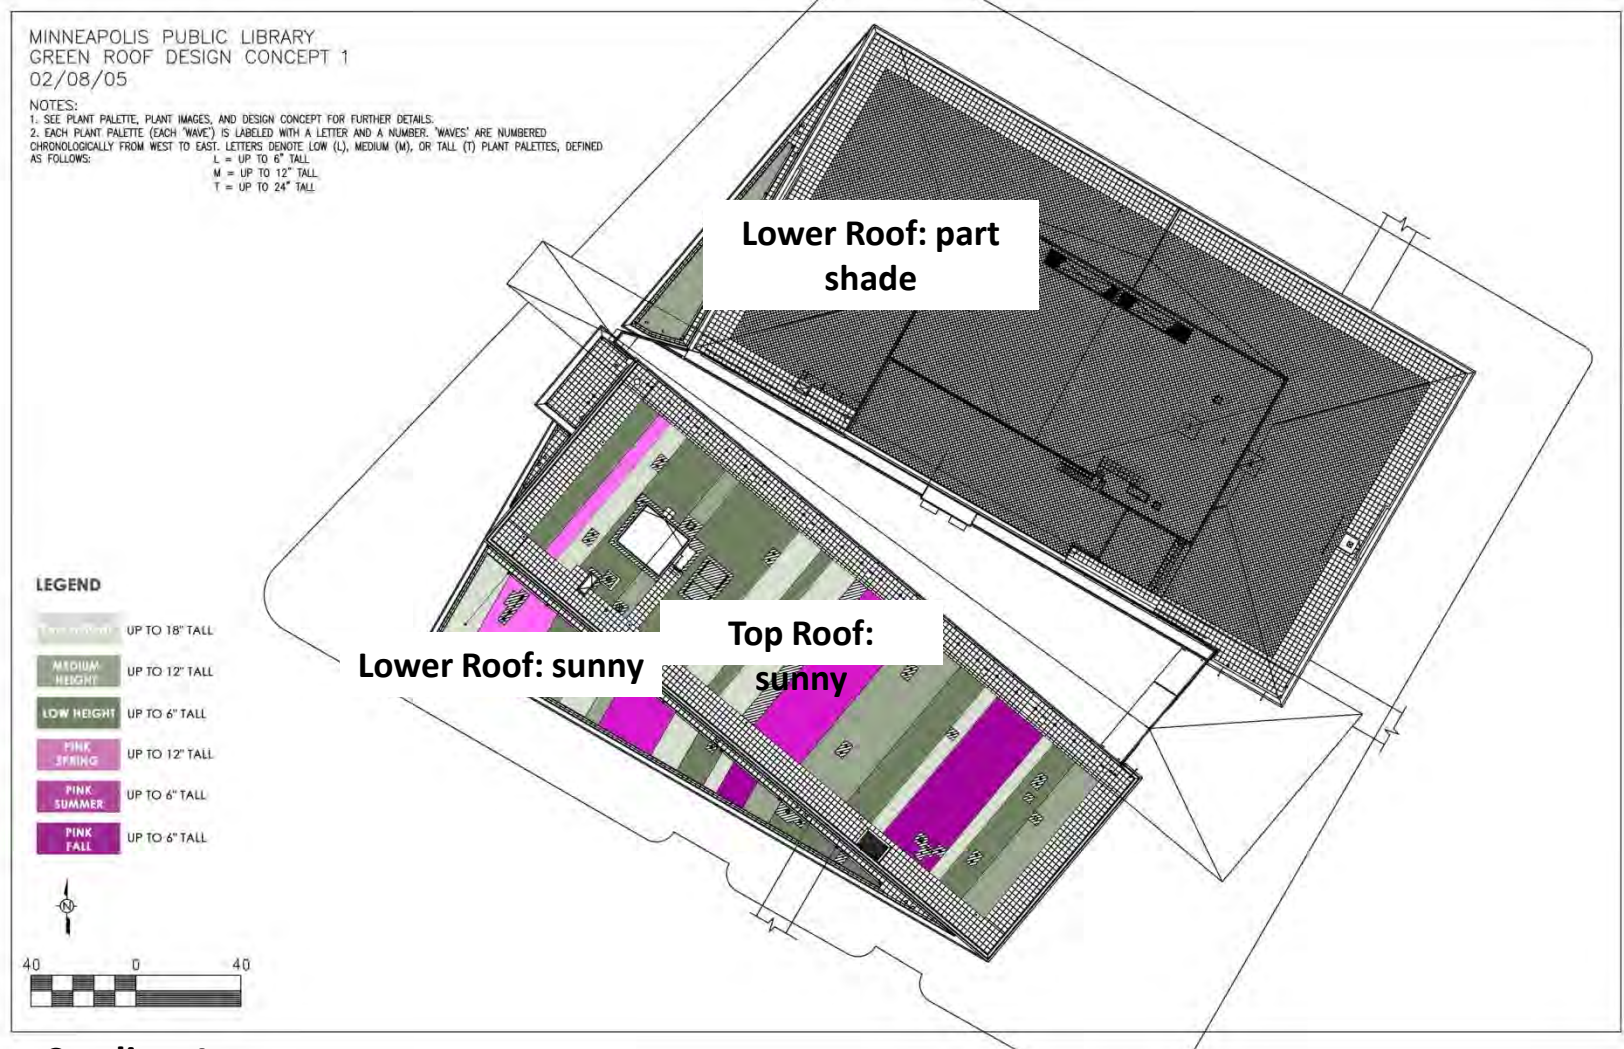 MINNEAPOLIS PUBLIC LIBRARY
GREEN ROOF DESIGN CONCEPT 1
02/08/05
NOTES:
1. SEE PLANT PALETTE, PLANT IMAGES, AND DESIGN CONCEPT FOR FURTHER DETAILS.
2. EACH PLANT PALETTE (EACH 'WAVE') IS LABELED WITH A LETTER AND A NUMBER. 'WAVES' ARE NUMBERED
CHRONOLOGICALLY FROM WEST TO EAST. LETTERS DENOTE LOW (L), MEDIUM (M), OR TALL (T) PLANT PALETTES, DEFINED
AS FOLLOWS: L = UP TO 6" TALL
M = UP TO 12" TALL
T = UP TO 24" TALL
Lower Roof: part
shade
Top Roof:
sunny
Lower Roof: sunny
LEGEND
UP TO 18" TALL
MEDIUM HEIGHT UP TO 12" TALL
LOW HEIGHT UP TO 6" TALL
PINK SPRING UP TO 12" TALL
PINK SUMMER UP TO 6" TALL
PINK FALL UP TO 6" TALL
N
40 0 40